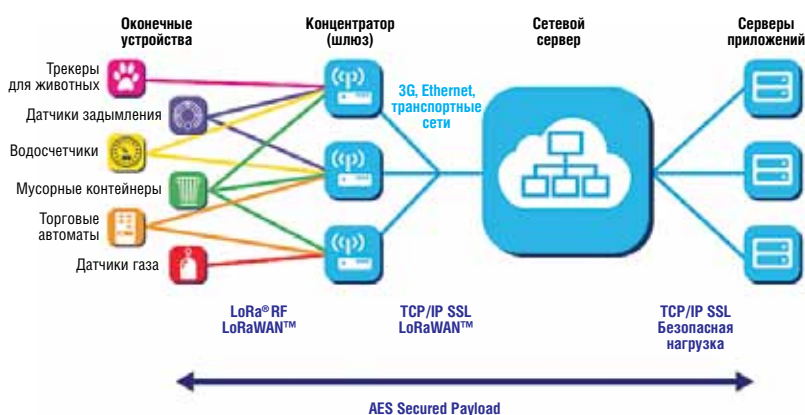 Оконечные
устройства
Концентратор
(шлюз)
Сетевой
сервер
Серверы
приложений
Трекеры
для животных
Датчики задымления
Водосчетчики
Мусорные контейнеры
Торговые
автоматы
Датчики газа
3G, Ethernet,
транспортные
сети
LoRa® RF
LoRaWAN™
TCP/IP SSL
LoRaWAN™
TCP/IP SSL
Безопасная
нагрузка
AES Secured Payload